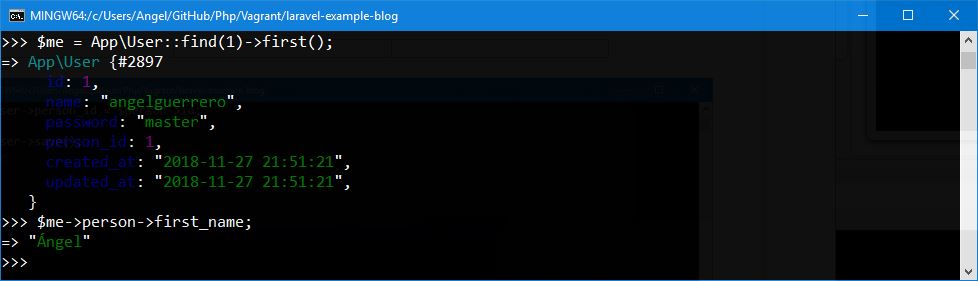 MINGW64:/c/Users/Angel/GitHub/Php/Vagrant/laravel-example-blog
>>> $me = App\User::find(1)->first();
=> App\User {#2897
     id: 1,
     name: "angelguerrero",
     password: "master",
     person_id: 1,
     created_at: "2018-11-27 21:51:21",
     updated_at: "2018-11-27 21:51:21",
   }
>>> $me->person->first_name;
=> "Ángel"
>>>